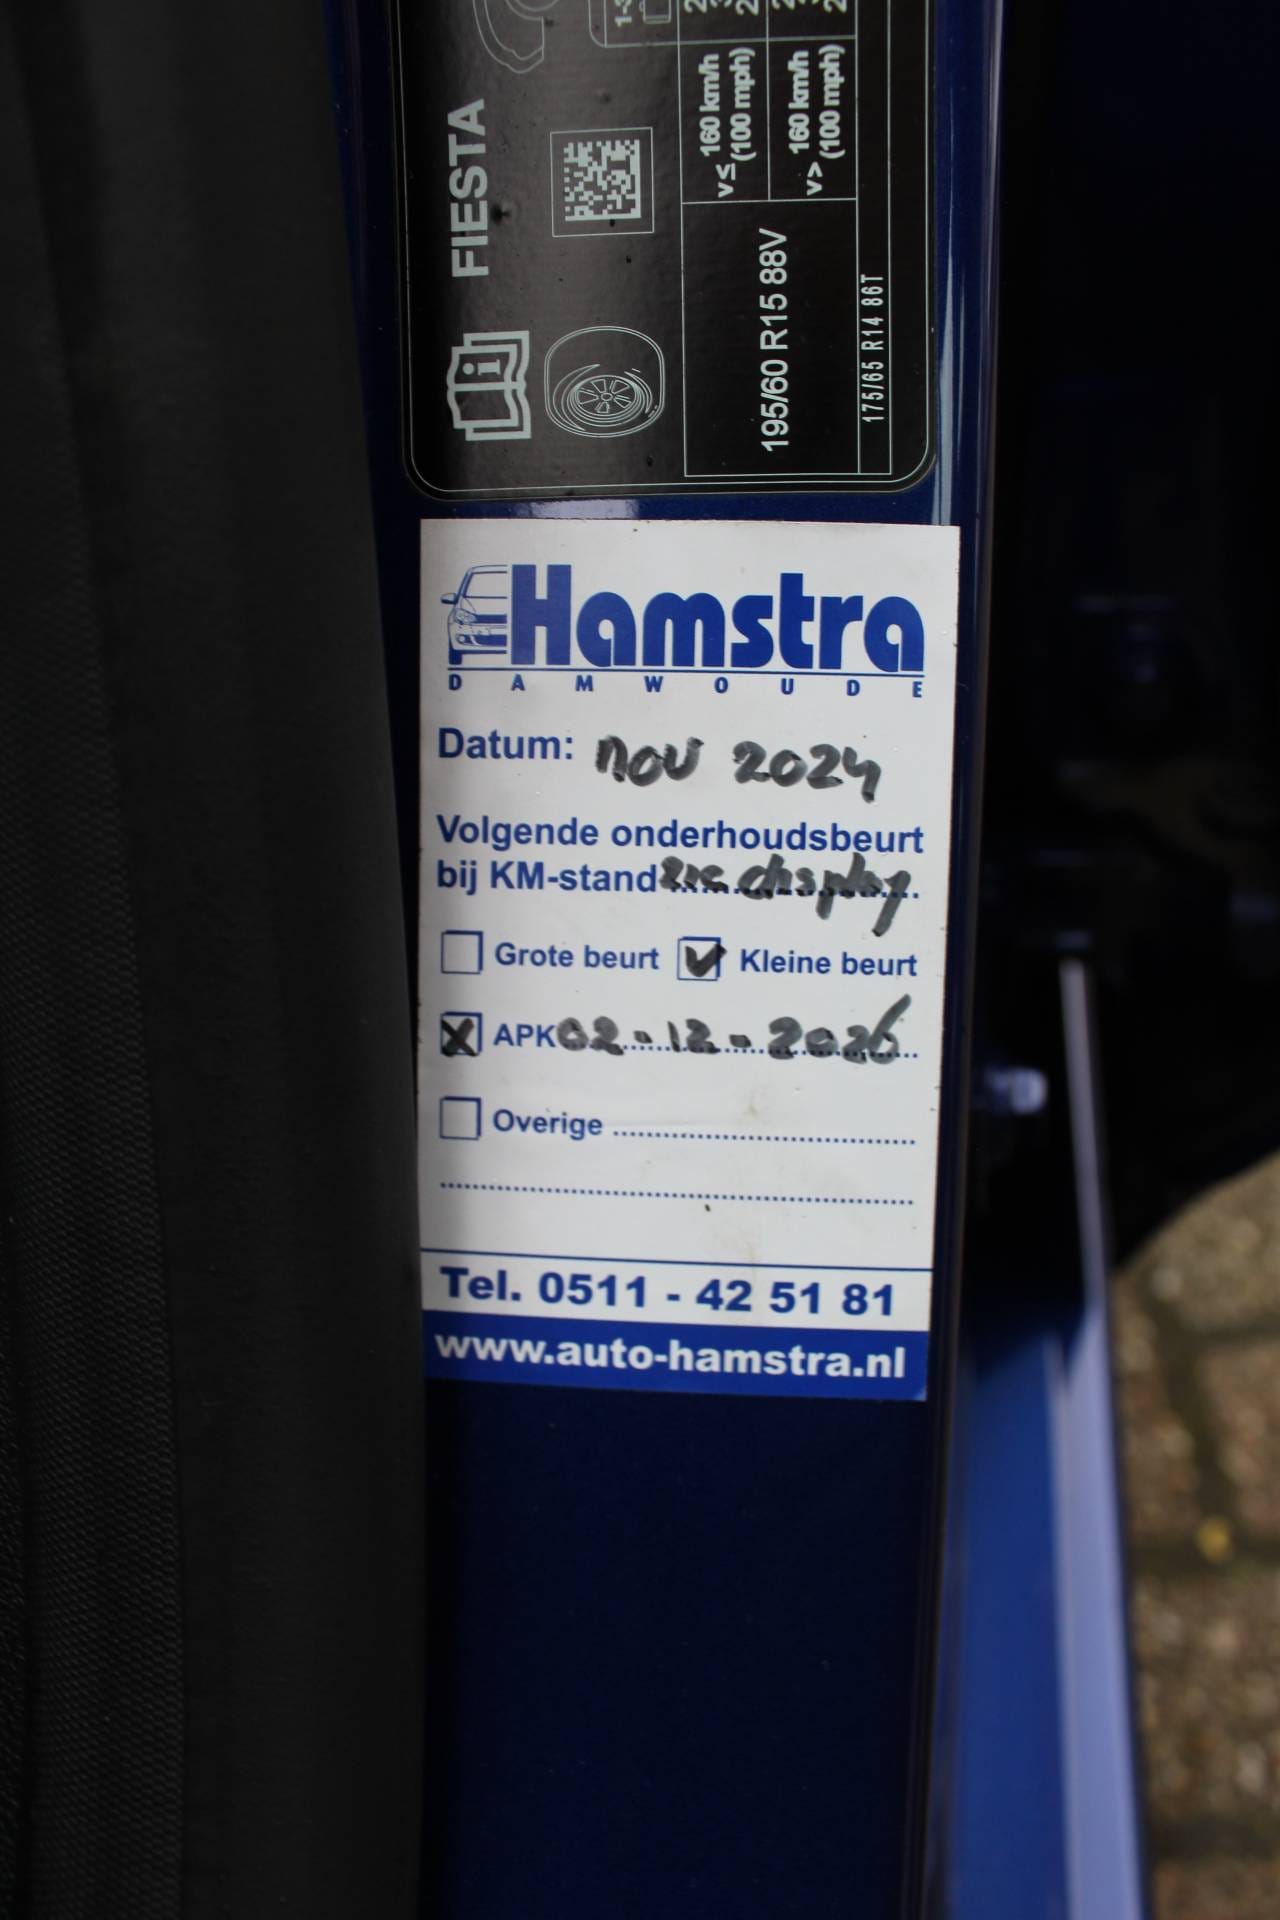 FIESTA
1-3
v ≤ 160 km/h
(100 mph)
v > 160 km/h
(100 mph)
195/60 R15 88V
175/65 R14 86T
Hamstra
DAMWOUDE
Datum: nov 2024
Volgende onderhoudsbeurt
bij KM-stand zie display
Grote beurt Kleine beurt
APK 02-12-2026
Overige
Tel. 0511 - 42 51 81
www.auto-hamstra.nl